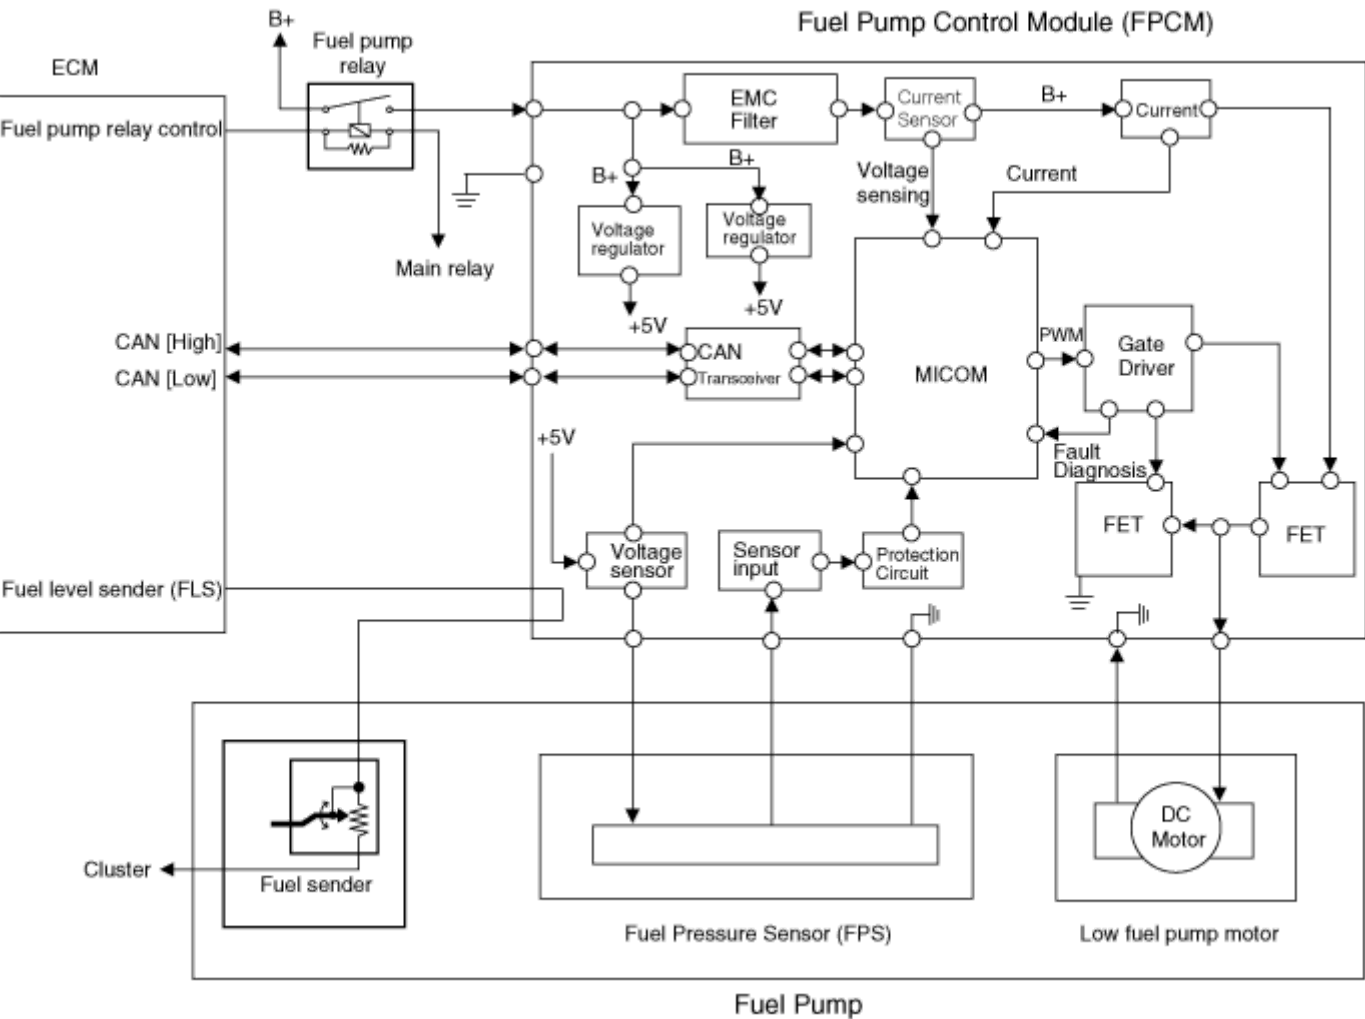 Fuel Pump Control Module (FPCM)
B+
Fuel pump
relay
ECM
Fuel pump relay control
EMC
Filter
Current
Sensor
B+
Current
B+
B+
Voltage
sensing
Current
Voltage
regulator
Voltage
regulator
Main relay
+5V
+5V
CAN [High]
CAN [Low]
CAN
Transceiver
MICOM
PWM
Gate
Driver
+5V
Fault
Diagnosis
FET
FET
Voltage
sensor
Sensor
input
Protection
Circuit
Fuel level sender (FLS)
DC
Motor
Cluster
Fuel sender
Fuel Pressure Sensor (FPS)
Low fuel pump motor
Fuel Pump